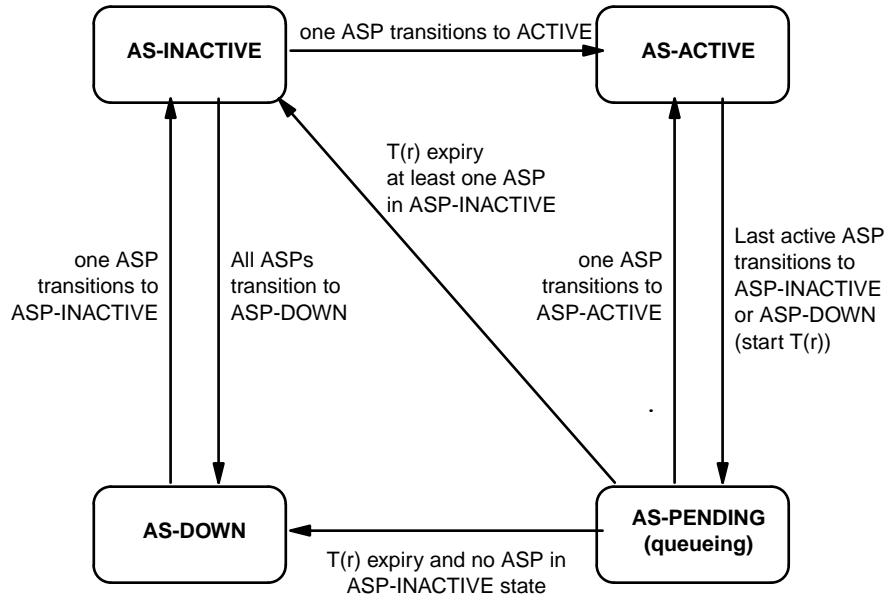 one ASP transitions to ACTIVE
AS-INACTIVE
AS-ACTIVE
T(r) expiry
at least one ASP
in ASP-INACTIVE
one ASP
transitions to
ASP-INACTIVE
All ASPs
transition to
ASP-DOWN
one ASP
transitions to
ASP-ACTIVE
Last active ASP
transitions to
ASP-INACTIVE
or ASP-DOWN
(start T(r))
AS-DOWN
AS-PENDING
(queueing)
T(r) expiry and no ASP in
ASP-INACTIVE state